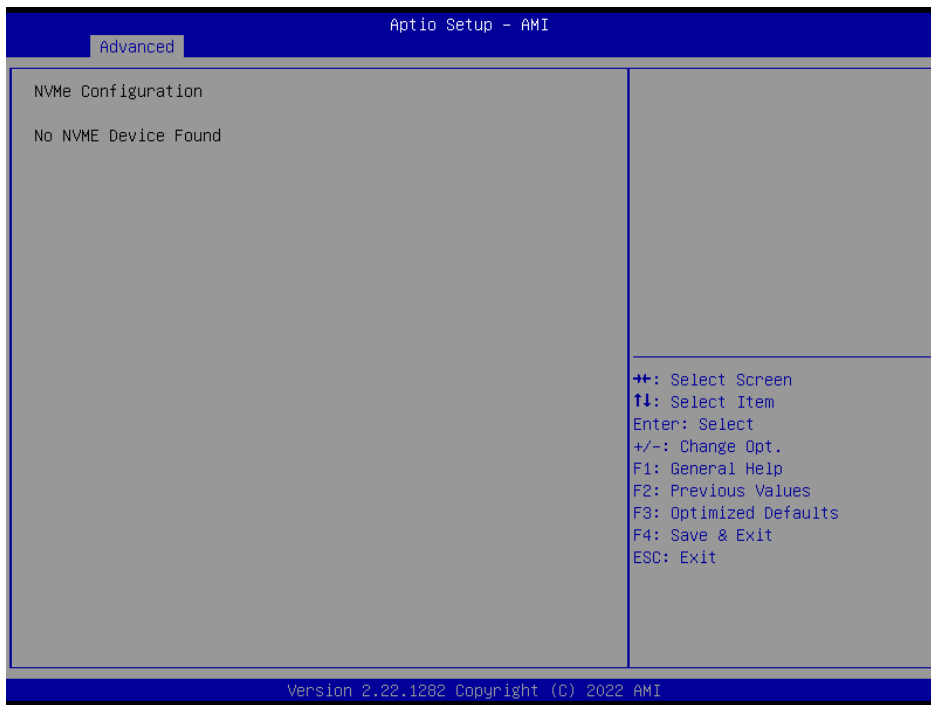 Aptio Setup – AMI
Advanced
NVMe Configuration
No NVME Device Found
→←: Select Screen
↑↓: Select Item
Enter: Select
+/-: Change Opt.
F1: General Help
F2: Previous Values
F3: Optimized Defaults
F4: Save & Exit
ESC: Exit
Version 2.22.1282 Copyright (C) 2022 AMI